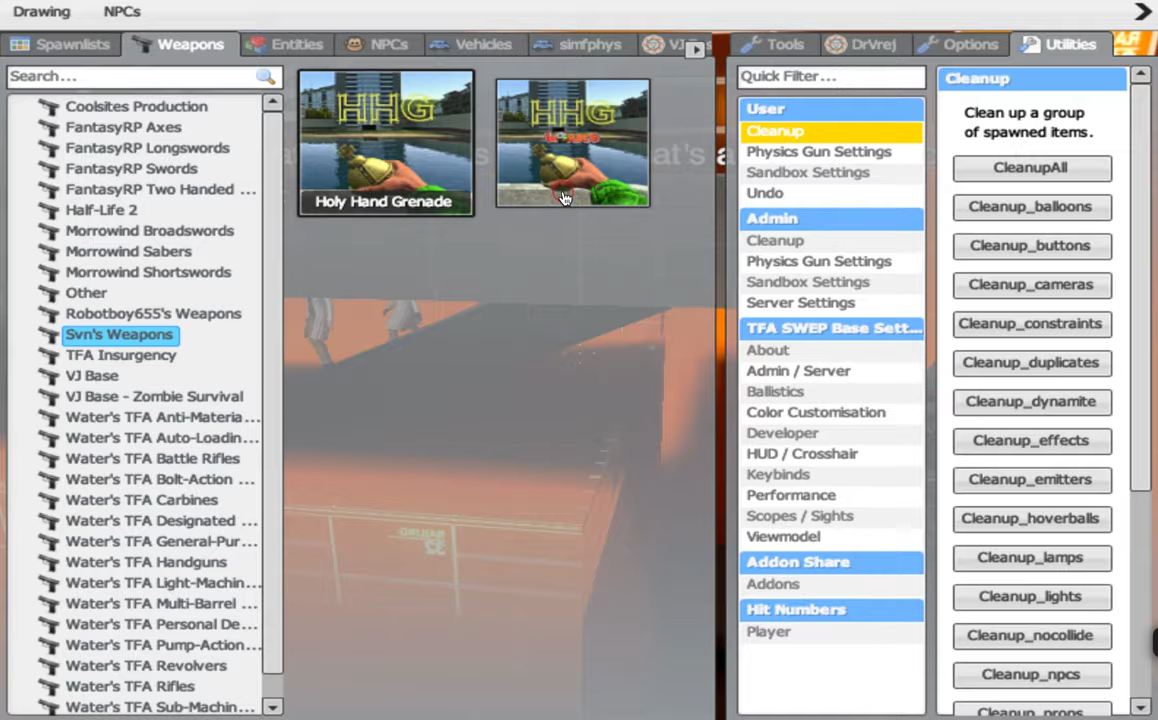 Drawing NPCs
Spawnlists Weapons Entities NPCs Vehicles simfphys
Search...
Coolsites Production
FantasyRP Axes
FantasyRP Longswords
FantasyRP Swords
FantasyRP Two Handed ...
Half-Life 2
Morrowind Broadswords
Morrowind Sabers
Morrowind Shortswords
Other
Robotboy655's Weapons
Svn's Weapons
TFA Insurgency
VJ Base
VJ Base - Zombie Survival
Water's TFA Anti-Materia...
Water's TFA Auto-Loadin...
Water's TFA Battle Rifles
Water's TFA Bolt-Action ...
Water's TFA Carbines
Water's TFA Designated ...
Water's TFA General-Pur...
Water's TFA Handguns
Water's TFA Light-Machin...
Water's TFA Multi-Barrel ...
Water's TFA Personal De...
Water's TFA Pump-Action...
Water's TFA Revolvers
Water's TFA Rifles
Water's TFA Sub-Machin...
HHG
Holy Hand Grenade
HHG
32
Tools DrVrej Options Utilities
Quick Filter...
User
Cleanup
Physics Gun Settings
Sandbox Settings
Undo
Admin
Cleanup
Physics Gun Settings
Sandbox Settings
Server Settings
TFA SWEP Base Sett...
About
Admin / Server
Ballistics
Color Customisation
Developer
HUD / Crosshair
Keybinds
Performance
Scopes / Sights
Viewmodel
Addon Share
Addons
Hit Numbers
Player
Cleanup
Clean up a group
of spawned items.
CleanupAll
Cleanup_balloons
Cleanup_buttons
Cleanup_cameras
Cleanup_constraints
Cleanup_duplicates
Cleanup_dynamite
Cleanup_effects
Cleanup_emitters
Cleanup_hoverballs
Cleanup_lamps
Cleanup_lights
Cleanup_nocollide
Cleanup_npcs
Cleanup_props